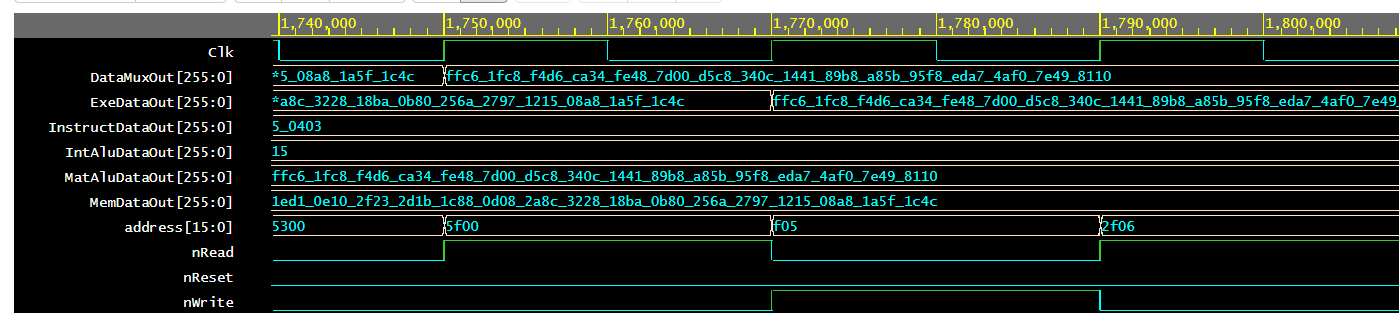 1,740,000 1,750,000 1,760,000 1,770,000 1,780,000 1,790,000 1,800,000
Clk
DataMuxOut[255:0] *5_08a8_1a5f_1c4c ffc6_1fc8_f4d6_ca34_fe48_7d00_d5c8_340c_1441_89b8_a85b_95f8_eda7_4af0_7e49_8110
ExeDataOut[255:0] *a8c_3228_18ba_0b80_256a_2797_1215_08a8_1a5f_1c4c ffc6_1fc8_f4d6_ca34_fe48_7d00_d5c8_340c_1441_89b8_a85b_95f8_eda7_4af0_7e49_
InstructDataOut[255:0] 5_0403
IntAluDataOut[255:0] 15
MatAluDataOut[255:0] ffc6_1fc8_f4d6_ca34_fe48_7d00_d5c8_340c_1441_89b8_a85b_95f8_eda7_4af0_7e49_8110
MemDataOut[255:0] 1ed1_0e10_2f23_2d1b_1c88_0d08_2a8c_3228_18ba_0b80_256a_2797_1215_08a8_1a5f_1c4c
address[15:0] 5300 5f00 f05 2f06
nRead
nReset
nWrite